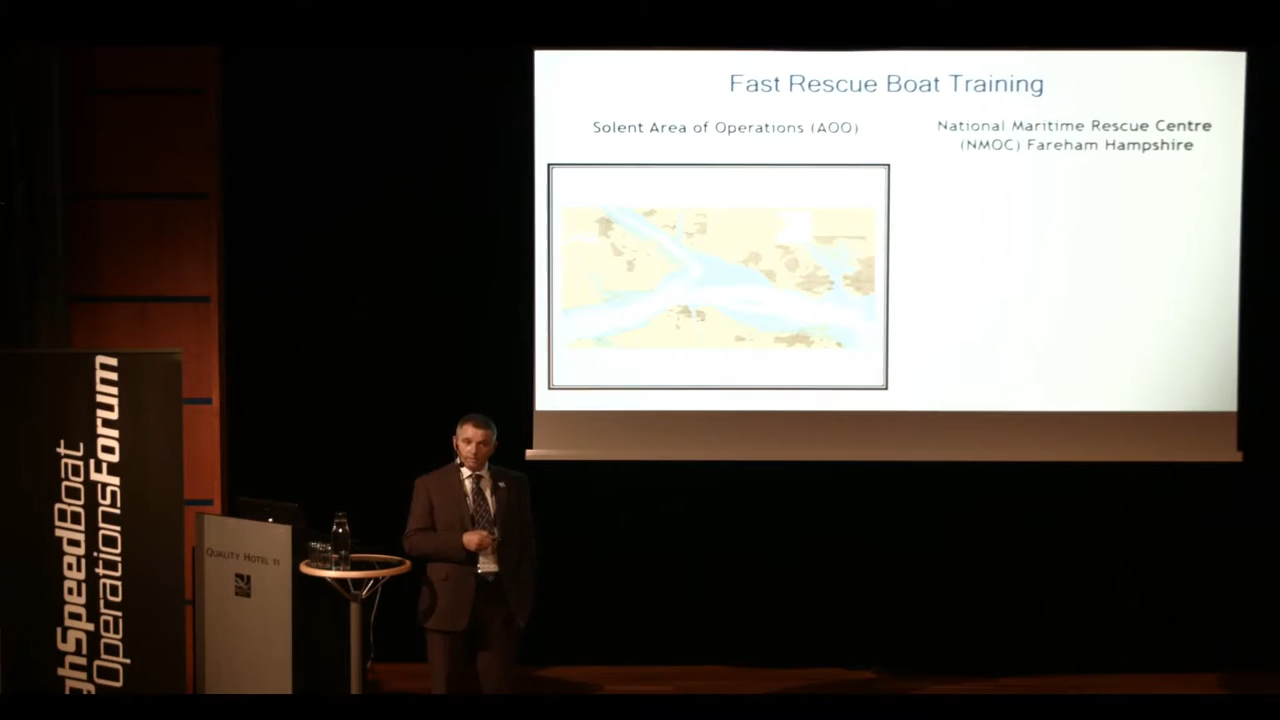 Fast Rescue Boat Training
Solent Area of Operations (AOO)
National Maritime Rescue Centre
(NMOC) Fareham Hampshire
ghSpeedBoat
OperationsForum
QUALITY HOTEL 11